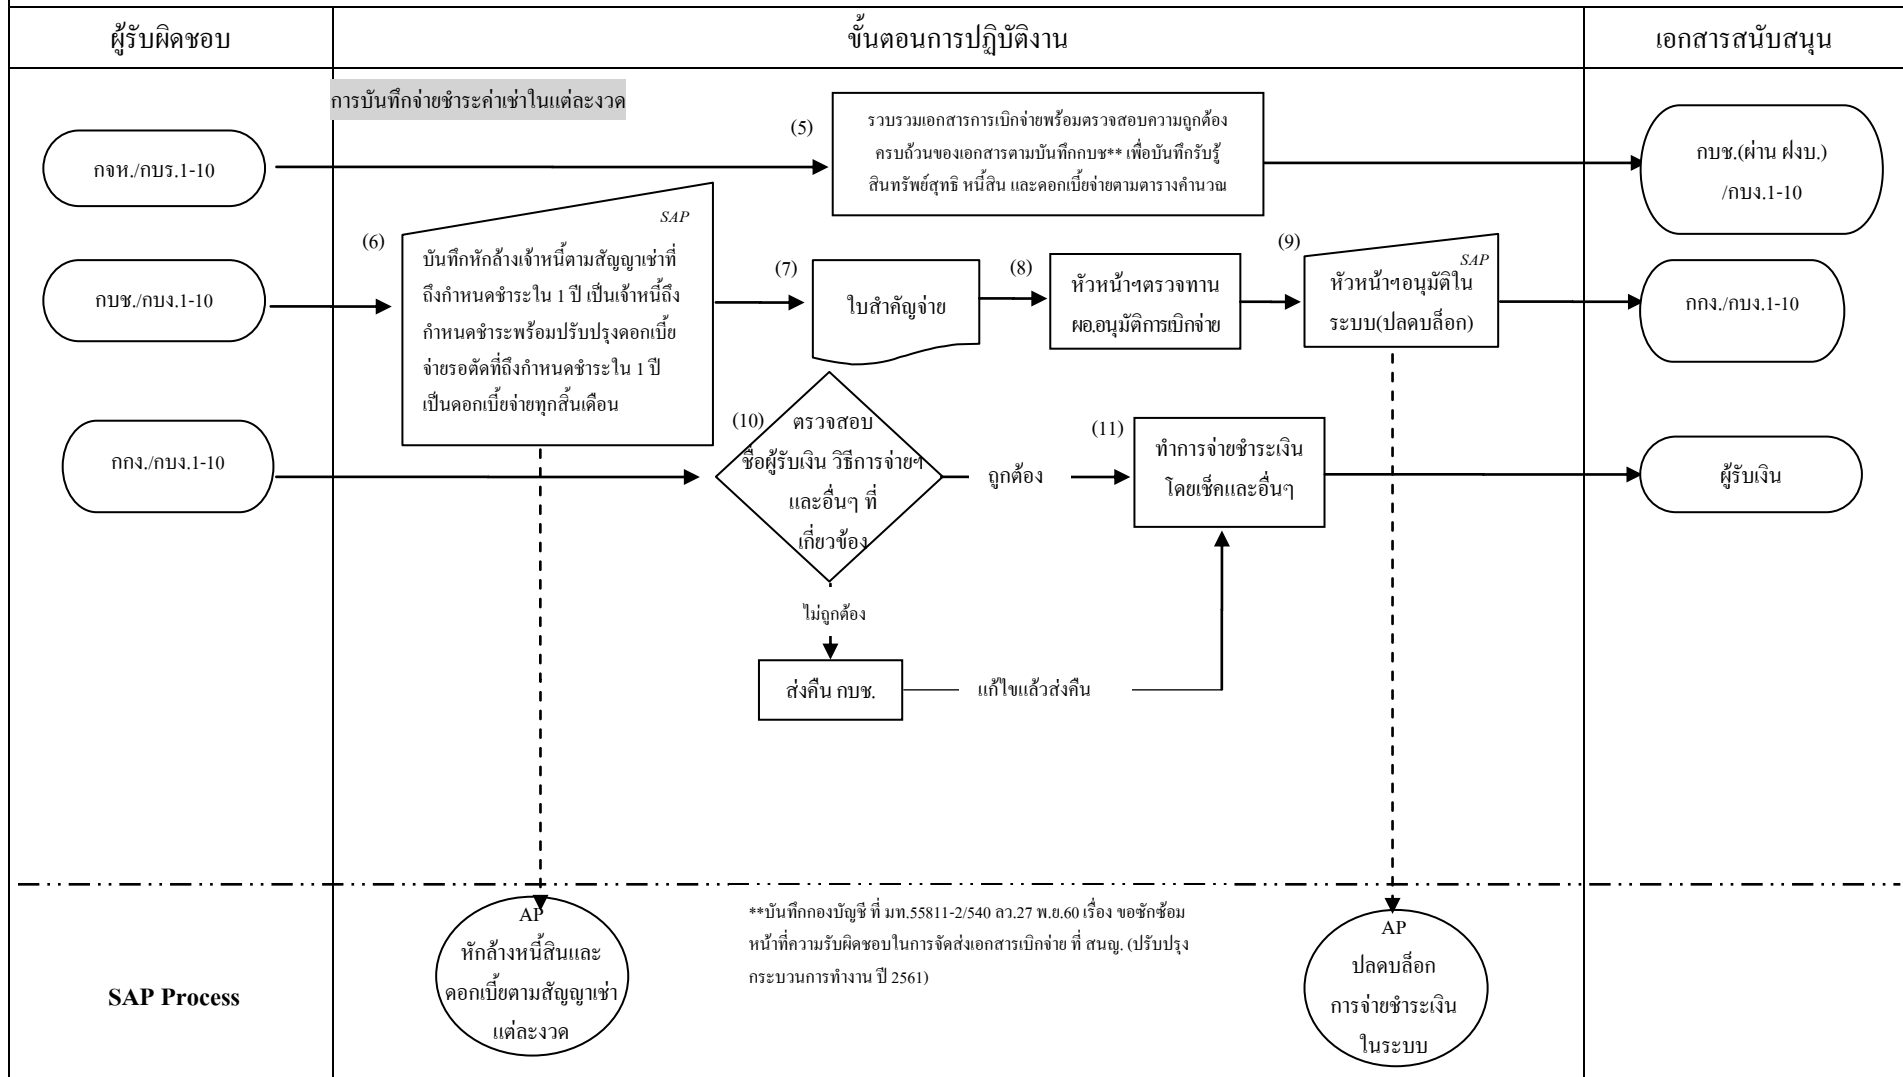 ผู้รับผิดชอบ
ขั้นตอนการปฏิบัติงาน
เอกสารสนับสนุน
การบันทึกจ่ายชำระค่าเช่าในแต่ละงวด
กจห./กบร.1-10
(5)
รวบรวมเอกสารการเบิกจ่ายพร้อมตรวจสอบความถูกต้อง
ครบถ้วนของเอกสารตามบันทึกกบช** เพื่อบันทึกรับรู้
สินทรัพย์สุทธิ หนี้สิน และดอกเบี้ยจ่ายตามตารางคำนวณ
กบช.(ผ่าน ฝงบ.)
/กบง.1-10
กบช./กบง.1-10
(6)
SAP
บันทึกหักล้างเจ้าหนี้ตามสัญญาเช่าที่
ถึงกำหนดชำระใน 1 ปี เป็นเจ้าหนี้ถึง
กำหนดชำระพร้อมปรับปรุงดอกเบี้ย
จ่ายรอตัดที่ถึงกำหนดชำระใน 1 ปี
เป็นดอกเบี้ยจ่ายทุกสิ้นเดือน
(7)
ใบสำคัญจ่าย
(8)
หัวหน้าฯตรวจทาน
ผอ.อนุมัติการเบิกจ่าย
(9)
SAP
หัวหน้าฯอนุมัติใน
ระบบ(ปลดบล็อก)
กกง./กบง.1-10
กกง./กบง.1-10
(10)
ตรวจสอบ
ชื่อผู้รับเงิน วิธีการจ่ายฯ
และอื่นๆ ที่
เกี่ยวข้อง
ถูกต้อง
(11)
ทำการจ่ายชำระเงิน
โดยเช็คและอื่นๆ
ผู้รับเงิน
ไม่ถูกต้อง
ส่งคืน กบช.
แก้ไขแล้วส่งคืน
SAP Process
AP
หักล้างหนี้สินและ
ดอกเบี้ยตามสัญญาเช่า
แต่ละงวด
**บันทึกกองบัญชี ที่ มท.55811-2/540 ลว.27 พ.ย.60 เรื่อง ขอซักซ้อม
หน้าที่ความรับผิดชอบในการจัดส่งเอกสารเบิกจ่าย ที่ สนญ. (ปรับปรุง
กระบวนการทำงาน ปี 2561)
AP
ปลดบล็อก
การจ่ายชำระเงิน
ในระบบ